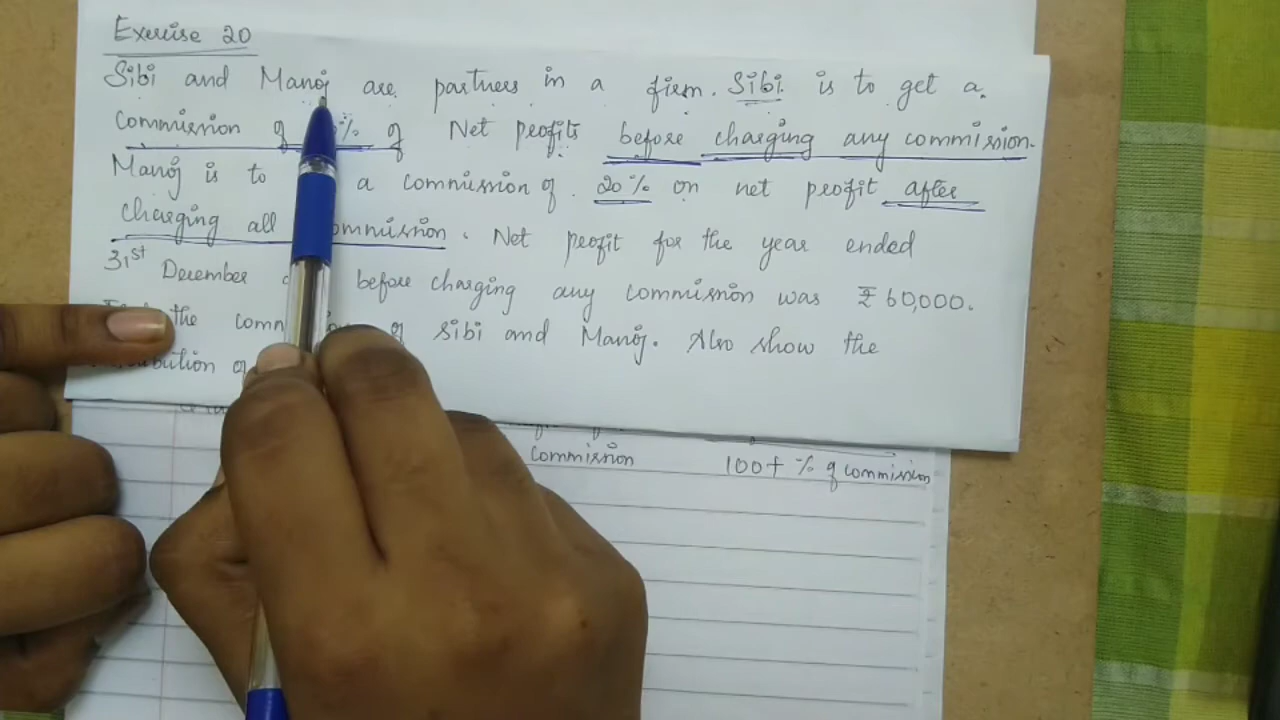 Exercise 20
Sibi and Manoj are partners in a firm. Sibi is to get a
Commission of % of Net profits before charging any commission.
Manoj is to a commission of 20% on net profit after
charging all commission. Net profit for the year ended
31st December before charging any commission was ₹ 60,000.
the of Sibi and Manoj. Also show the
commission 100+ % of commission